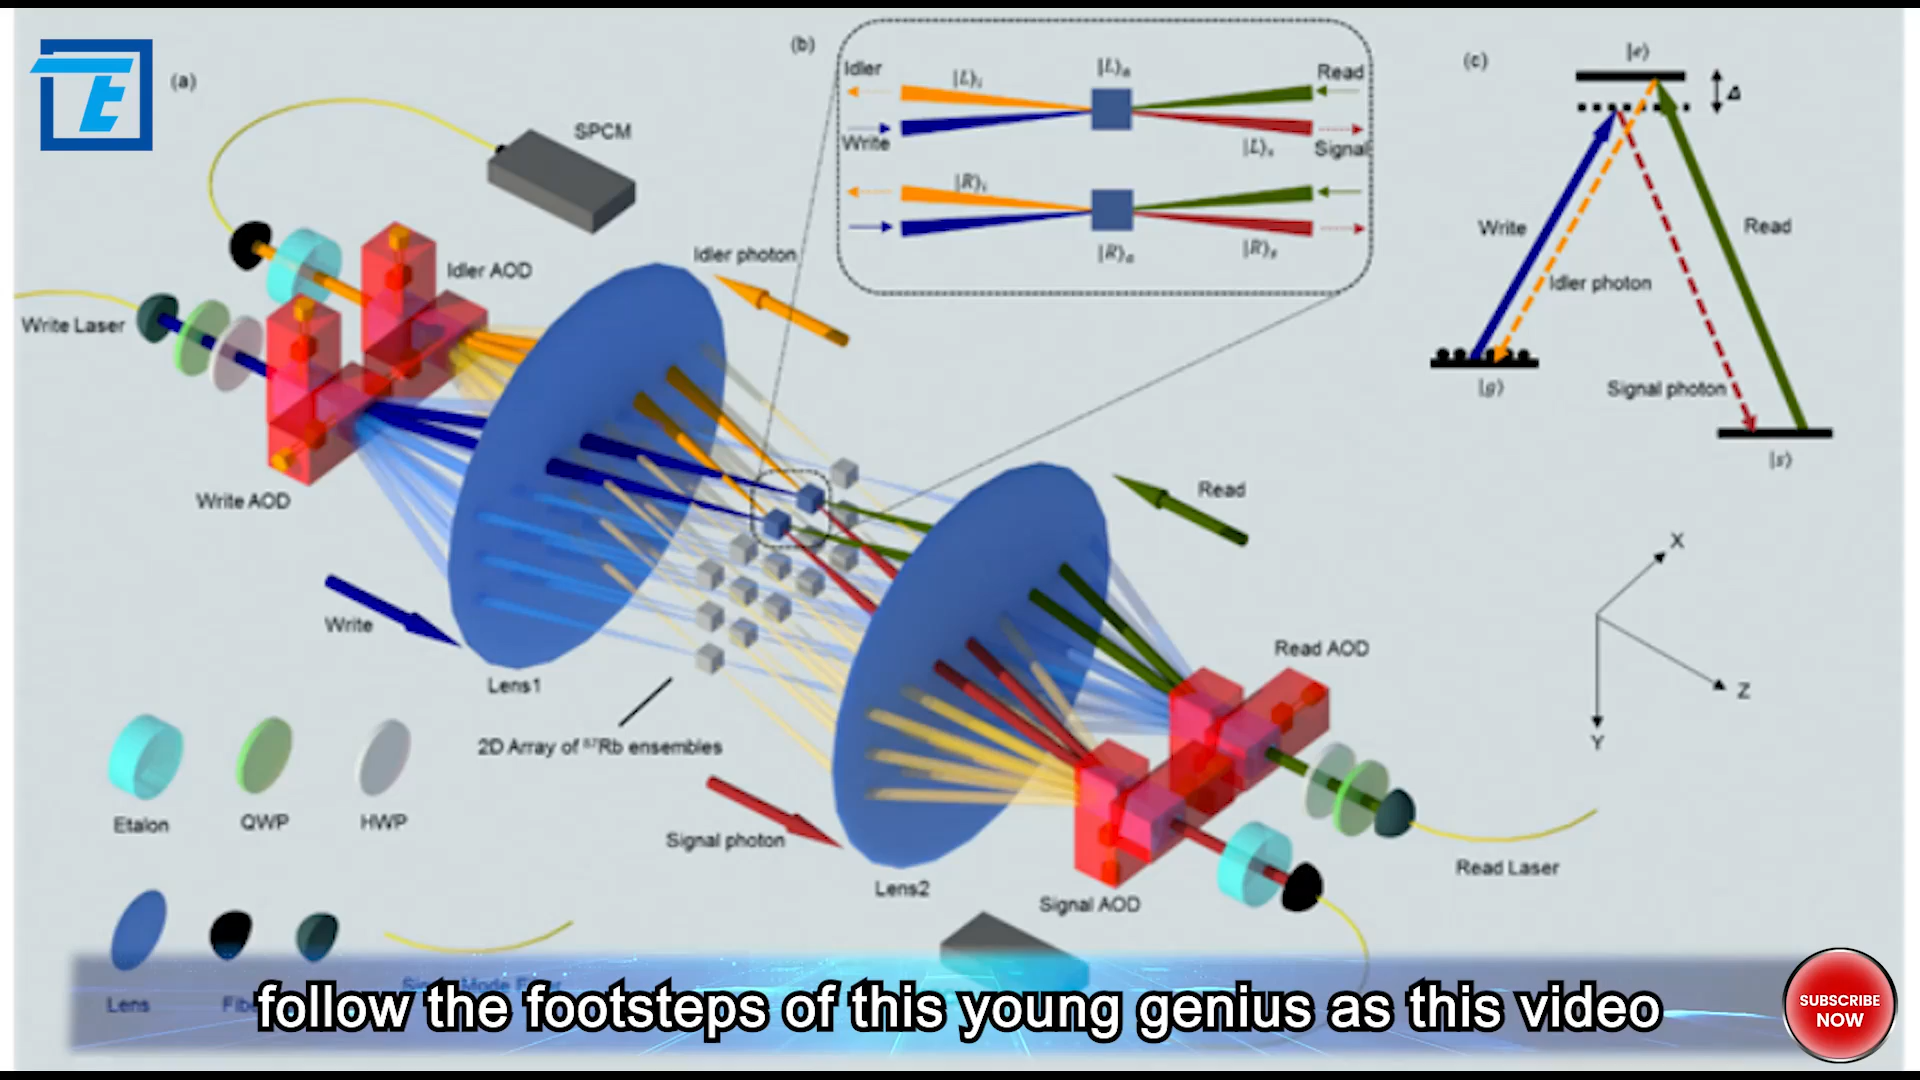 (a)
SPCM
Idler AOD
Write Laser
Write AOD
Idler photon
(b)
Idler
|L⟩ᵢ
|L⟩ₐ
Read
Write
|L⟩ₛ
Signal
|R⟩ᵢ
|R⟩ₐ
|R⟩ₛ
(c)
|e⟩
Δ
Write
Read
Idler photon
|g⟩
Signal photon
|s⟩
Read
Write
Lens1
2D Array of ⁸⁷Rb ensembles
Signal photon
Lens2
Read AOD
Signal AOD
Read Laser
X
Z
Y
Etalon
QWP
HWP
Lens
follow the footsteps of this young genius as this video
SUBSCRIBE
NOW